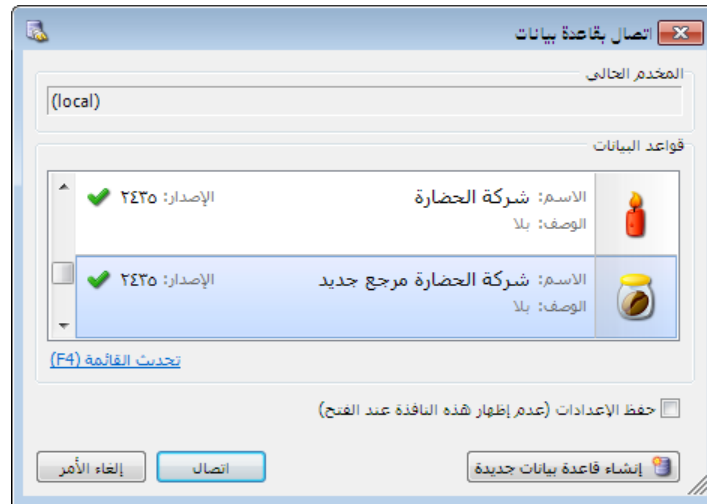 اتصال بقاعدة بيانات
المخدم الحالي
(local)
قواعد البيانات
الاسم: شركة الحضارة الإصدار: ٢٤٣٥
الوصف: بلا
الاسم: شركة الحضارة مرجع جديد الإصدار: ٢٤٣٥
الوصف: بلا
تحديث القائمة (F4)
حفظ الإعدادات (عدم إظهار هذه النافذة عند الفتح)
إنشاء قاعدة بيانات جديدة اتصال إلغاء الأمر